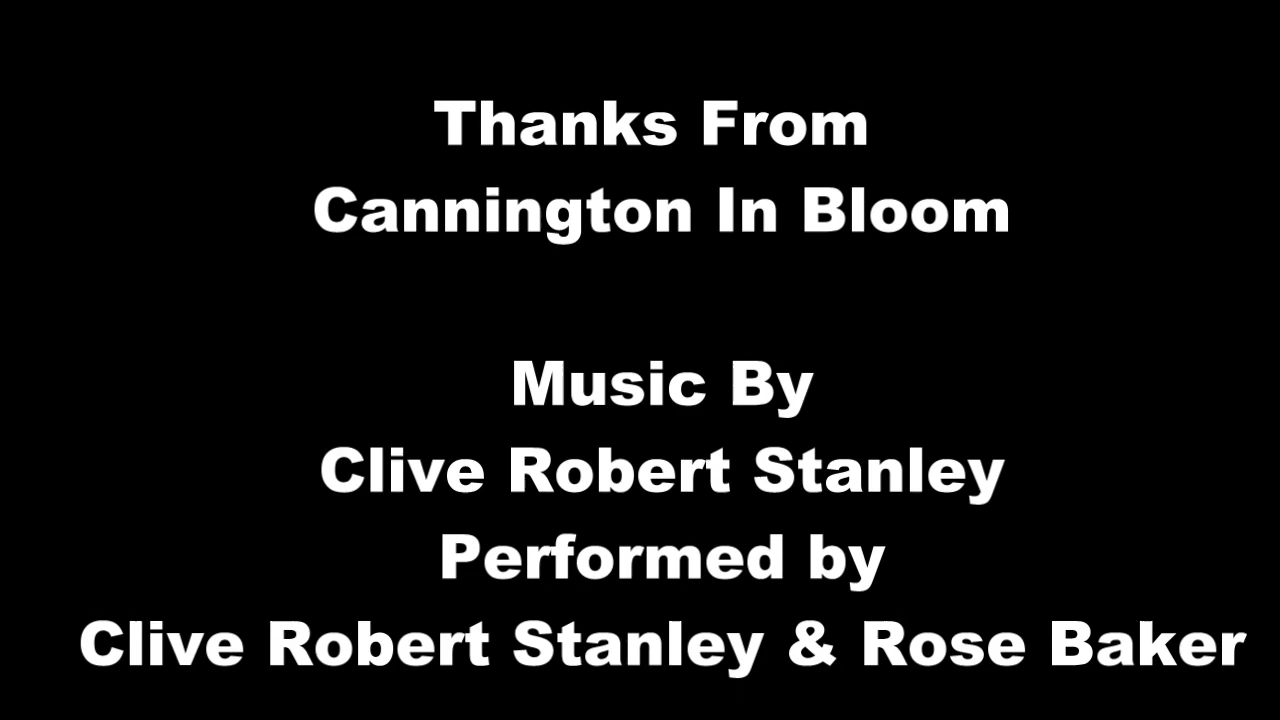 Thanks From
Cannington In Bloom
Music By
Clive Robert Stanley
Performed by
Clive Robert Stanley & Rose Baker